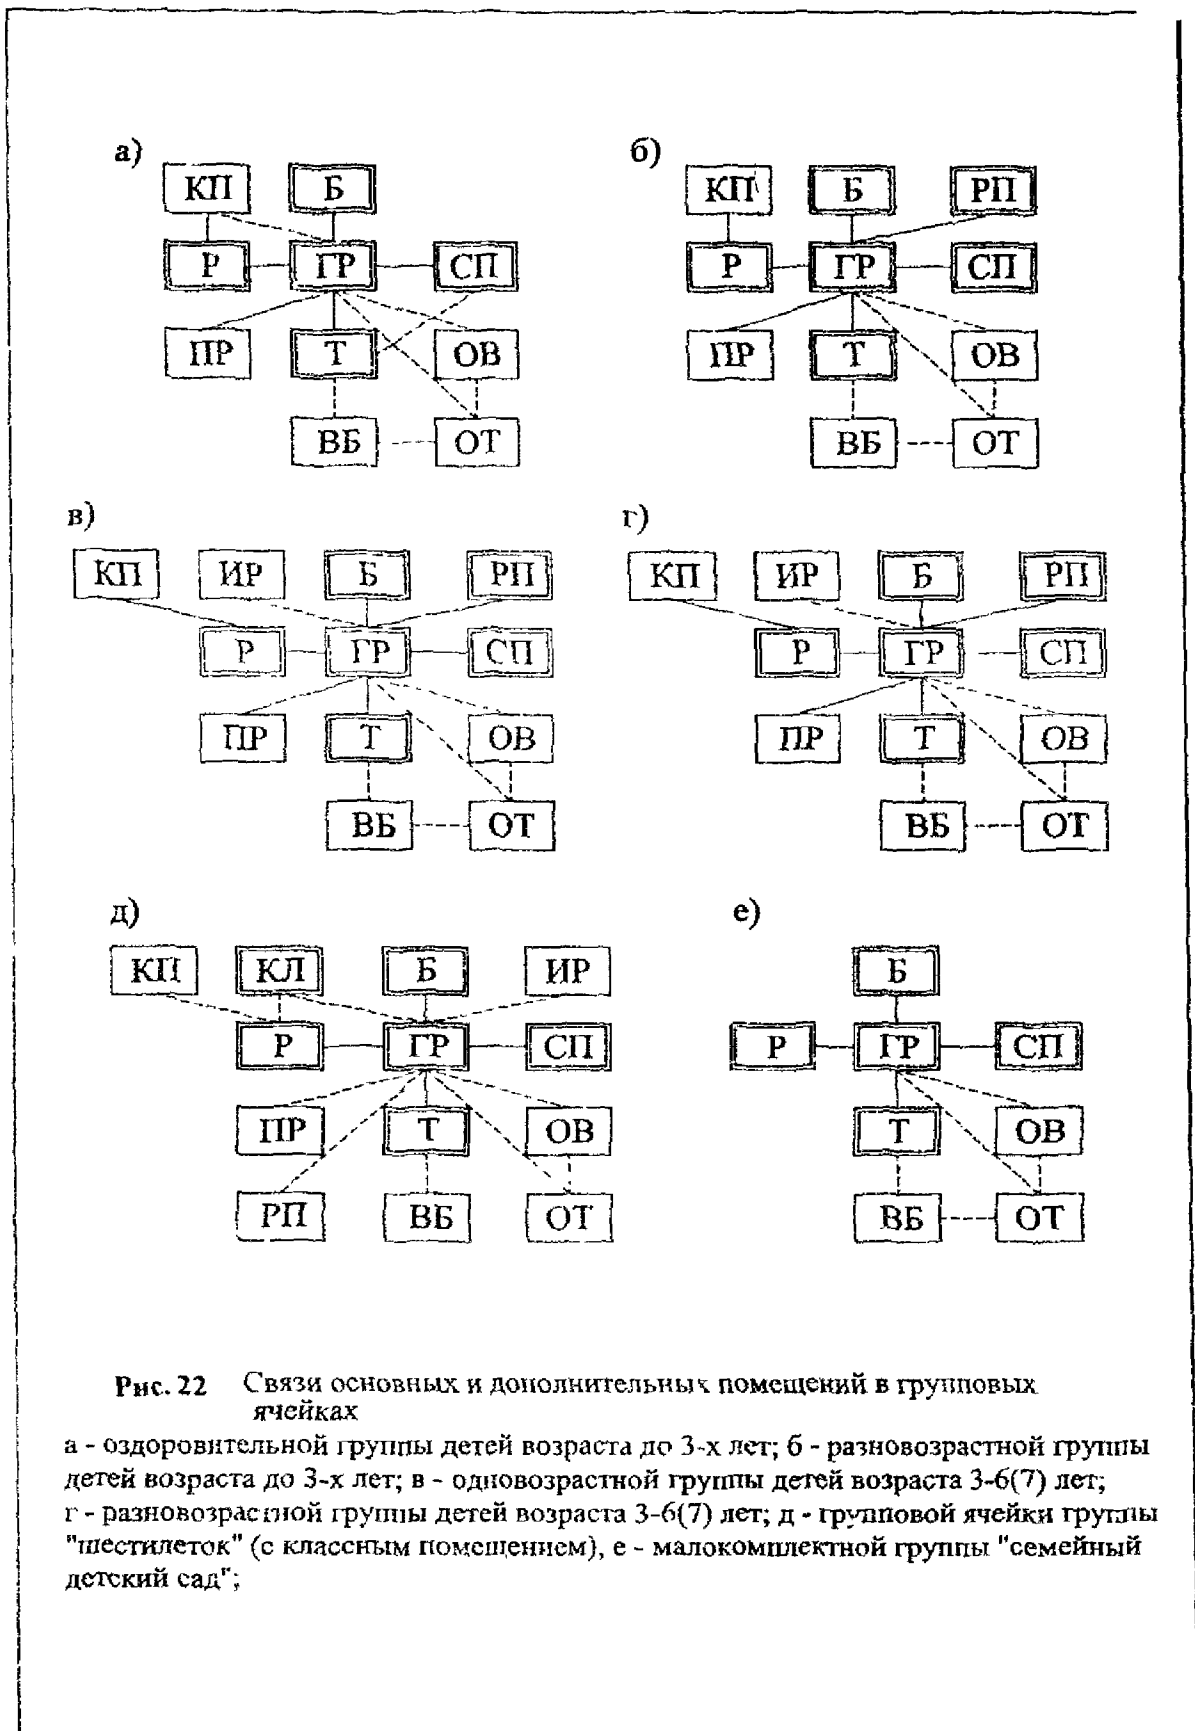 а) б)
КП Б КП Б РП
Р ГР СП Р ГР СП
ПР Т ОВ ПР Т ОВ
ВБ ОТ ВБ ОТ
в) г)
КП ИР Б РП КП ИР Б РП
Р ГР СП Р ГР СП
ПР Т ОВ ПР Т ОВ
ВБ ОТ ВБ ОТ
д) е)
КП КЛ Б ИР Б
Р ГР СП Р ГР СП
ПР Т ОВ Т ОВ
РП ВБ ОТ ВБ ОТ
Рис. 22 Связи основных и дополнительных помещений в групповых
ячейках
а - оздоровительной группы детей возраста до 3-х лет; б - разновозрастной группы
детей возраста до 3-х лет; в - одновозрастной группы детей возраста 3-6(7) лет;
г - разновозрастной группы детей возраста 3-6(7) лет; д - групповой ячейки группы
"шестилеток" (с классным помещением), е - малокомплектной группы "семейный
детский сад";